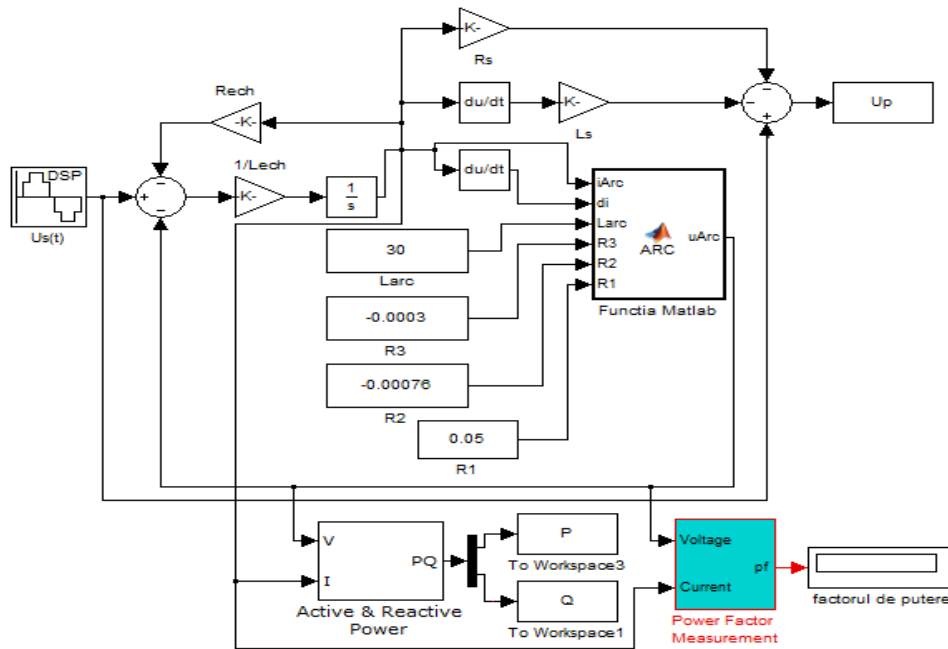 K-
Rs
Rech
-K-
du/dt
K-
Ls
Up
1/Lech
DSP
K-
1
s
du/dt
Us(t)
iArc
di
Larc
R3
R2
R1
uArc
ARC
Functia Matlab
30
Larc
-0.0003
R3
-0.00076
R2
0.05
R1
V
I
PQ
Active & Reactive
Power
P
To Workspace3
Q
To Workspace1
Voltage
Current
pf
Power Factor
Measurement
factorul de putere